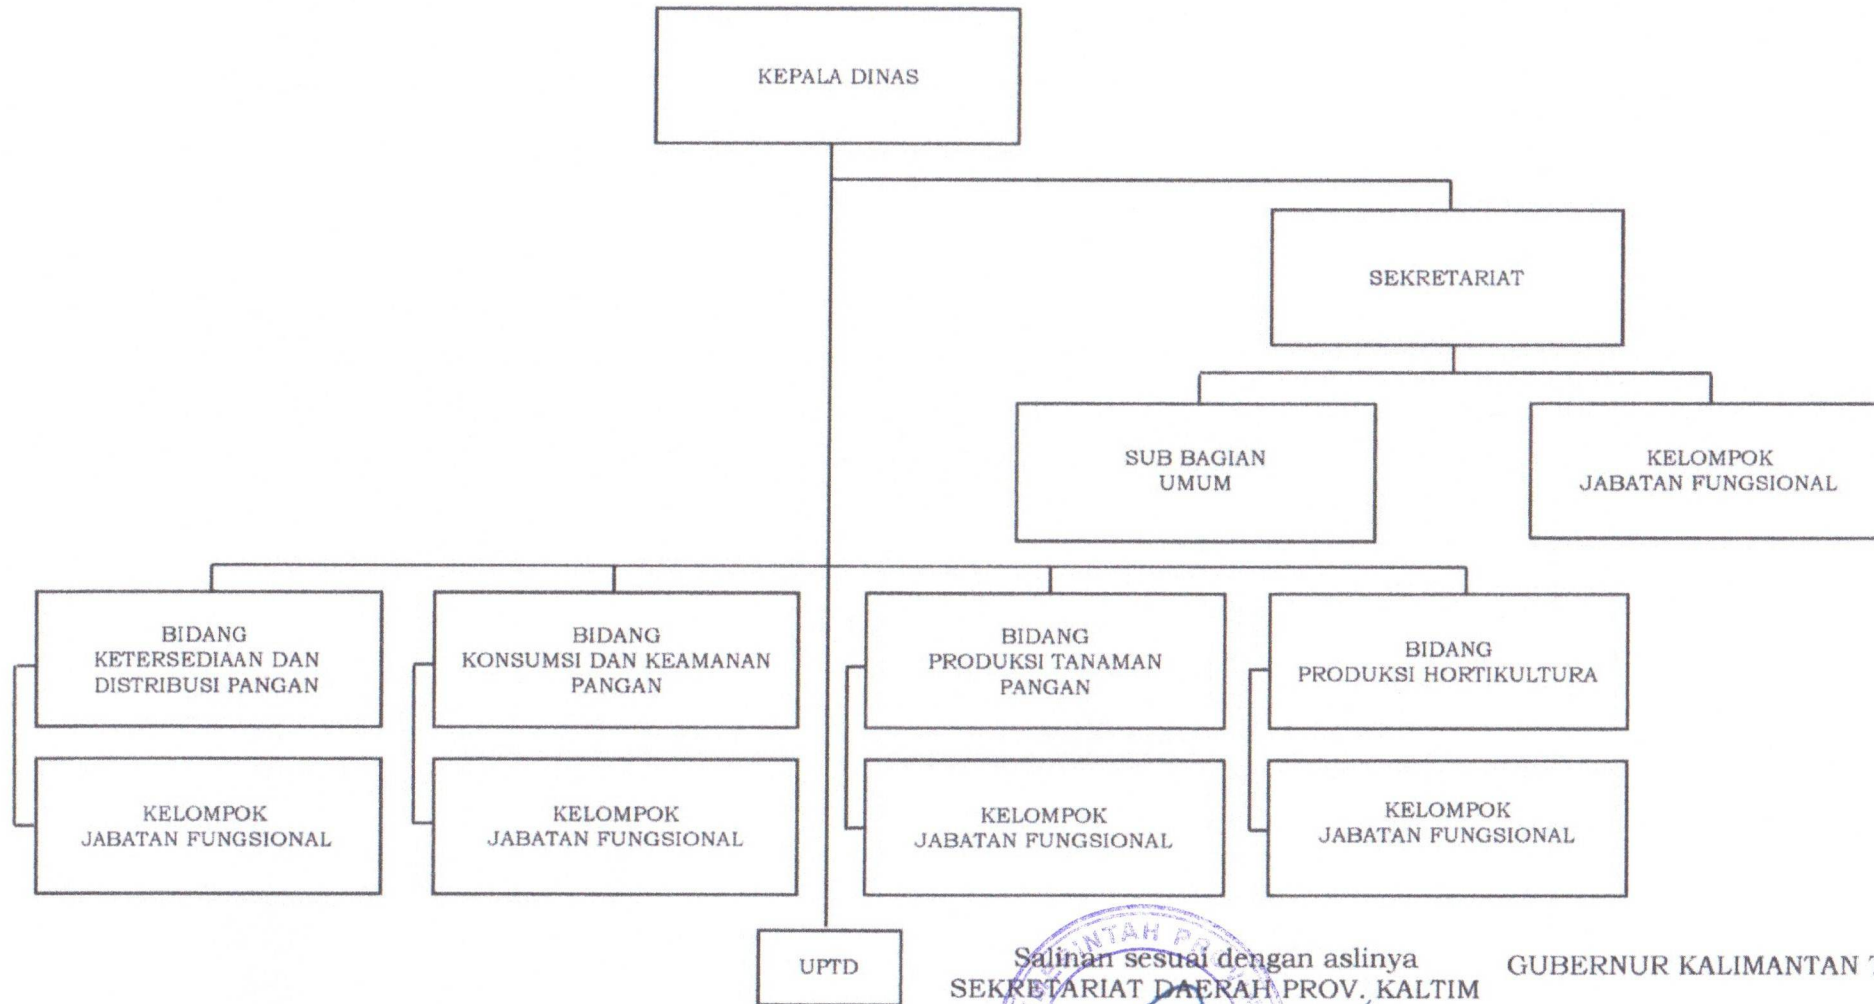 KEPALA DINAS
SEKRETARIAT
SUB BAGIAN
UMUM
KELOMPOK
JABATAN FUNGSIONAL
BIDANG
KETERSEDIAAN DAN
DISTRIBUSI PANGAN
BIDANG
KONSUMSI DAN KEAMANAN
PANGAN
BIDANG
PRODUKSI TANAMAN
PANGAN
BIDANG
PRODUKSI HORTIKULTURA
KELOMPOK
JABATAN FUNGSIONAL
KELOMPOK
JABATAN FUNGSIONAL
KELOMPOK
JABATAN FUNGSIONAL
KELOMPOK
JABATAN FUNGSIONAL
UPTD
Salinan sesuai dengan aslinya
SEKRETARIAT DAERAH PROV. KALTIM
GUBERNUR KALIMANTAN